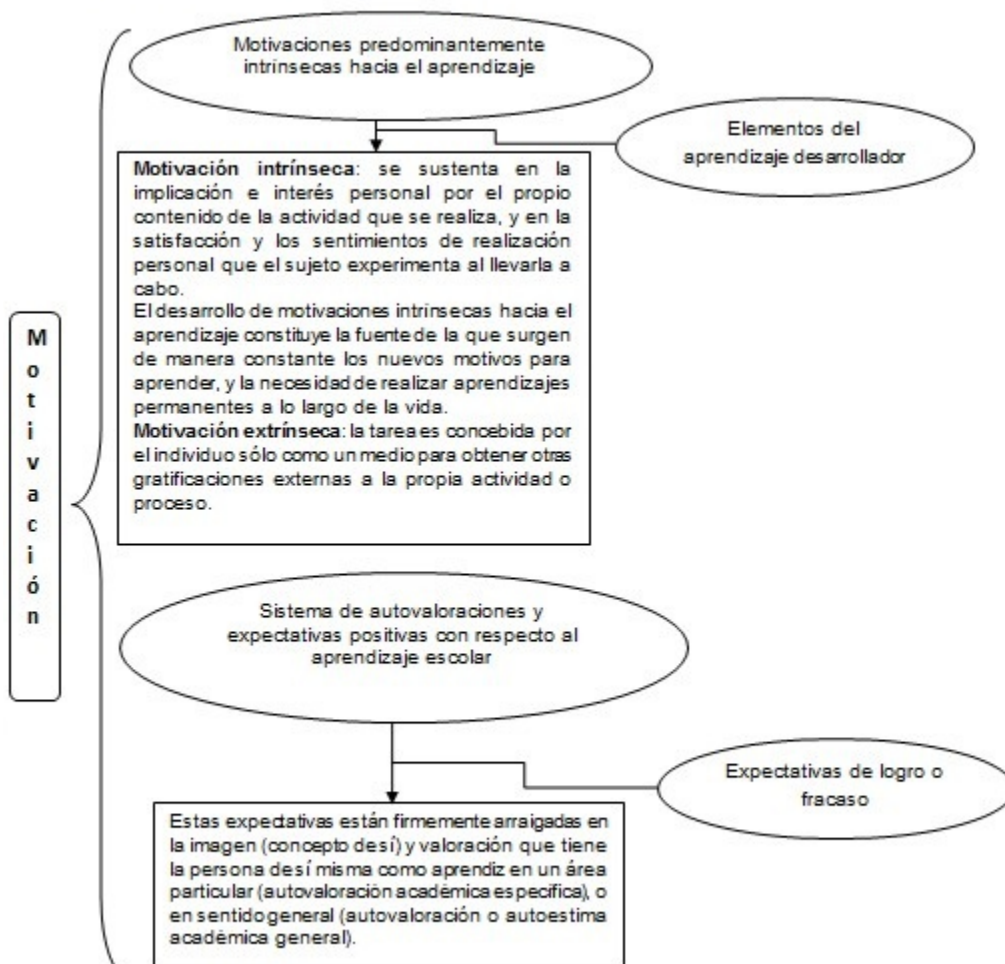 Motivaciones predominantemente
intrínsecas hacia el aprendizaje
Elementos del
aprendizaje desarrollador
Motivación intrínseca: se sustenta en la
implicación e interés personal por el propio
contenido de la actividad que se realiza, y en la
satisfacción y los sentimientos de realización
personal que el sujeto experimenta al llevarla a
cabo.
El desarrollo de motivaciones intrínsecas hacia el
aprendizaje constituye la fuente de la que surgen
de manera constante los nuevos motivos para
aprender, y la necesidad de realizar aprendizajes
permanentes a lo largo de la vida.
Motivación extrínseca: la tarea es concebida por
el individuo sólo como un medio para obtener otras
gratificaciones externas a la propia actividad o
proceso.
Motivación
Sistema de autovaloraciones y
expectativas positivas con respecto al
aprendizaje escolar
Expectativas de logro o
fracaso
Estas expectativas están firmemente arraigadas en
la imagen (concepto de sí) y valoración que tiene
la persona de sí misma como aprendiz en un área
particular (autovaloración académica específica), o
en sentido general (autovaloración o autoestima
académica general).